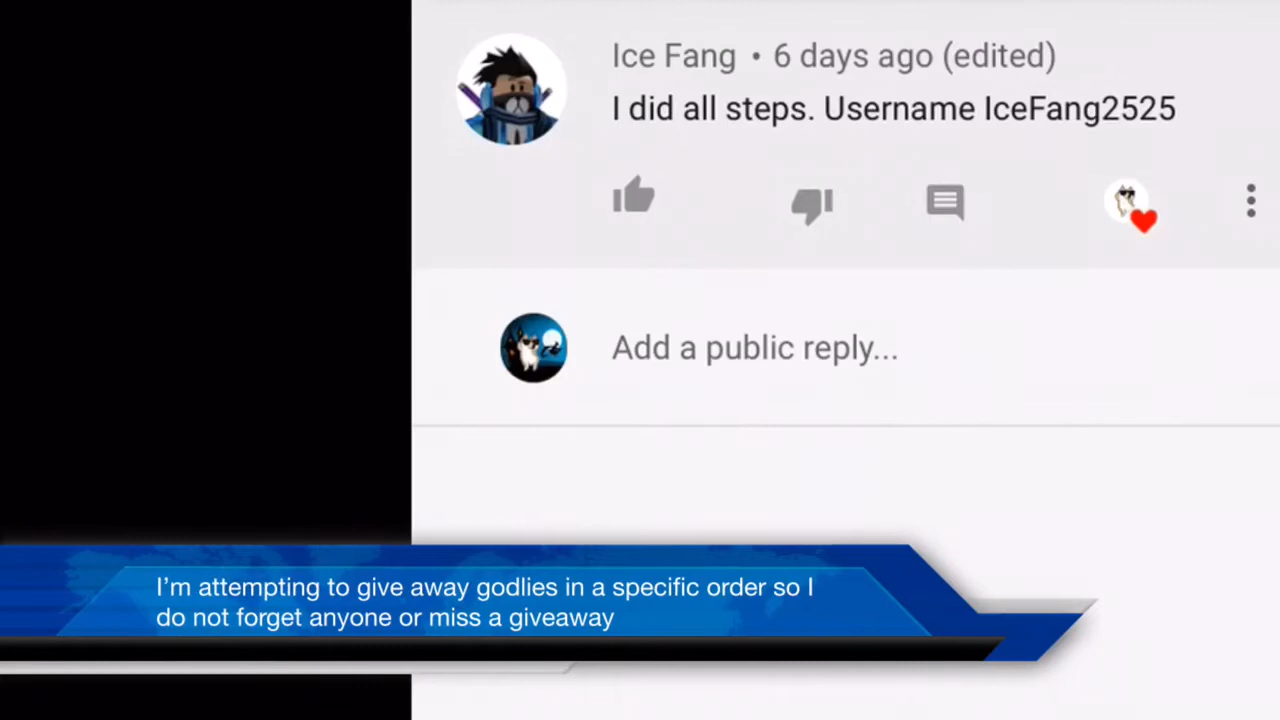 Ice Fang • 6 days ago (edited)
I did all steps. Username IceFang2525
Add a public reply...
I’m attempting to give away godlies in a specific order so I
do not forget anyone or miss a giveaway